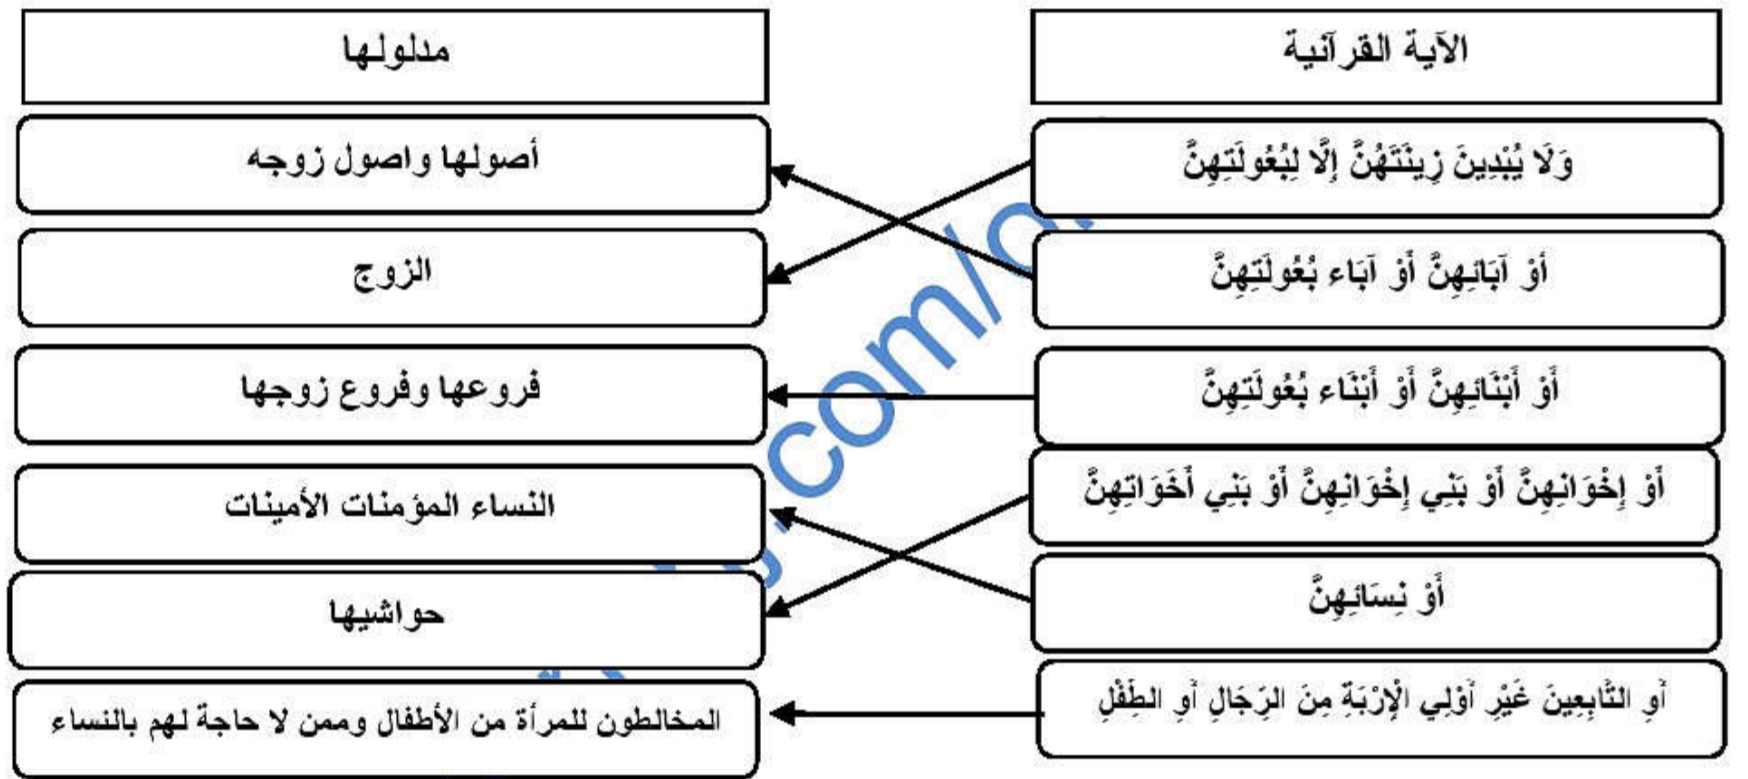 الآية القرآنية
مدلولها
وَلَا يُبْدِينَ زِينَتَهُنَّ إِلَّا لِبُعُولَتِهِنَّ
أصولها واصول زوجه
أَوْ آبَائِهِنَّ أَوْ آبَاء بُعُولَتِهِنَّ
الزوج
أَوْ أَبْنَائِهِنَّ أَوْ أَبْنَاء بُعُولَتِهِنَّ
فروعها وفروع زوجها
أَوْ إِخْوَانِهِنَّ أَوْ بَنِي إِخْوَانِهِنَّ أَوْ بَنِي أَخَوَاتِهِنَّ
النساء المؤمنات الأمينات
أَوْ نِسَائِهِنَّ
حواشيها
أَوِ التَّابِعِينَ غَيْرِ أُوْلِي الْإِرْبَةِ مِنَ الرِّجَالِ أَوِ الطِّفْلِ
المخالطون للمرأة من الأطفال وممن لا حاجة لهم بالنساء
.com/